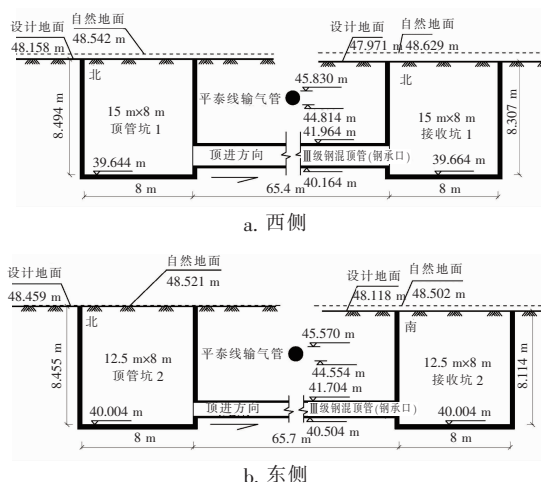 设计地面
自然地面
48.158 m
48.542 m
设计地面
自然地面
47.971 m
48.629 m
北
北
45.830 m
平泰线输气管
15 m×8 m
顶管坑 1
44.814 m
15 m×8 m
接收坑 1
8.494 m
8.307 m
41.964 m
39.644 m
顶进方向
Ⅲ级钢混顶管(钢承口)
39.664 m
40.164 m
8 m
65.4 m
8 m
a. 西侧
设计地面
自然地面
48.459 m
48.521 m
设计地面
自然地面
48.118 m
48.502 m
北
南
45.570 m
平泰线输气管
12.5 m×8 m
顶管坑 2
44.554 m
12.5 m×8 m
接收坑 2
8.455 m
8.114 m
41.704 m
40.004 m
顶进方向
Ⅲ级钢混顶管(钢承口)
40.004 m
40.504 m
8 m
65.7 m
8 m
b. 东侧